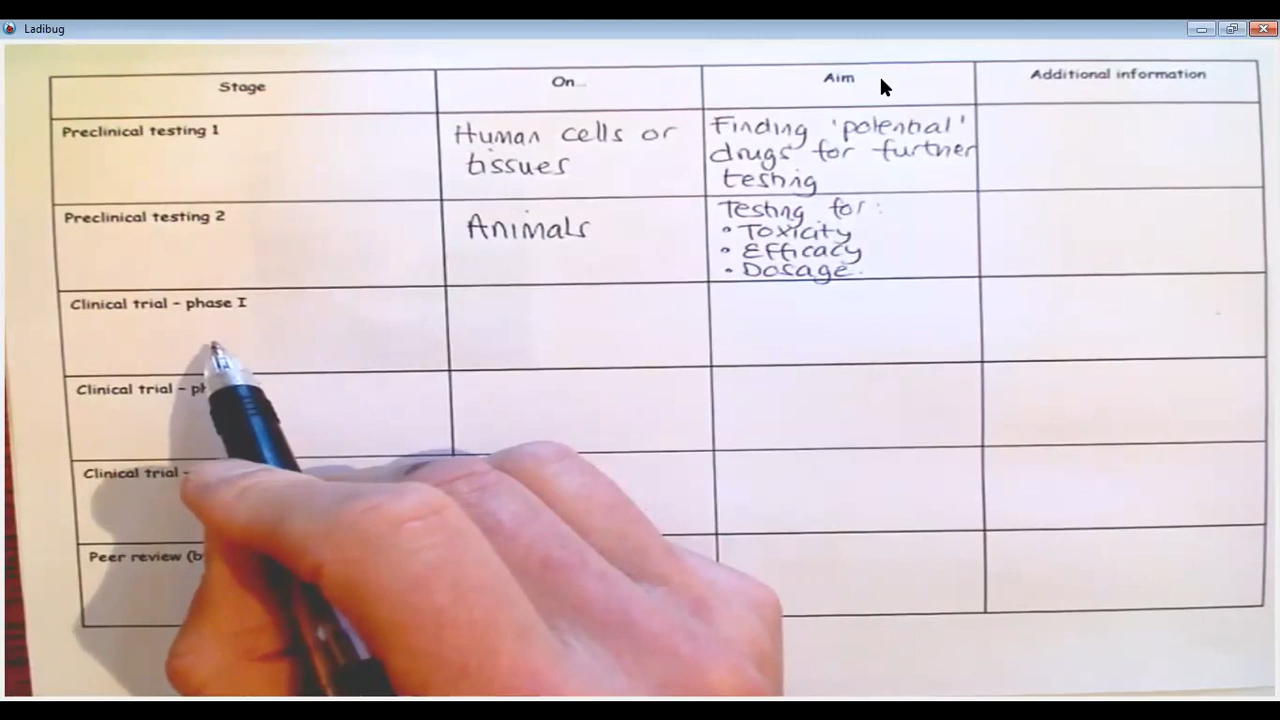 Ladibug
Stage
On...
Aim
Additional information
Preclinical testing 1
Human cells or
tissues
Finding 'potential'
drugs for further
testing
Preclinical testing 2
Animals
Testing for:
• Toxicity
• Efficacy
• Dosage.
Clinical trial - phase I
Clinical trial - ph
Clinical trial -
Peer review (b